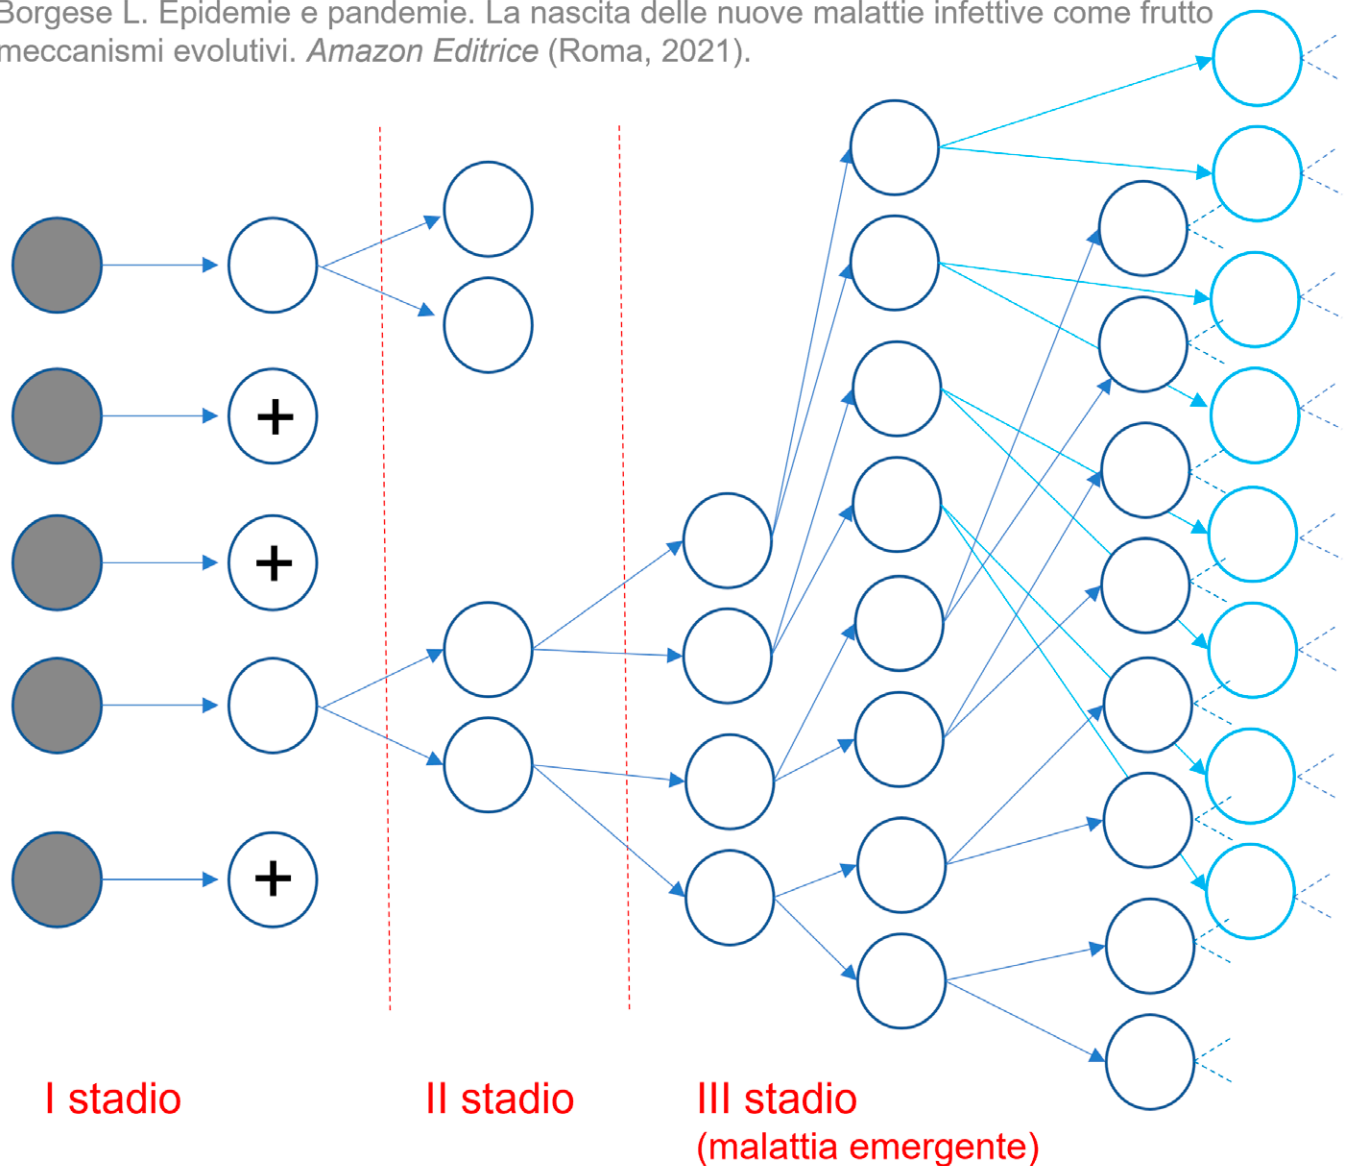 Borgese L. Epidemie e pandemie. La nascita delle nuove malattie infettive come frutto
meccanismi evolutivi. Amazon Editrice (Roma, 2021).
+
+
+
I stadio
II stadio
III stadio
(malattia emergente)